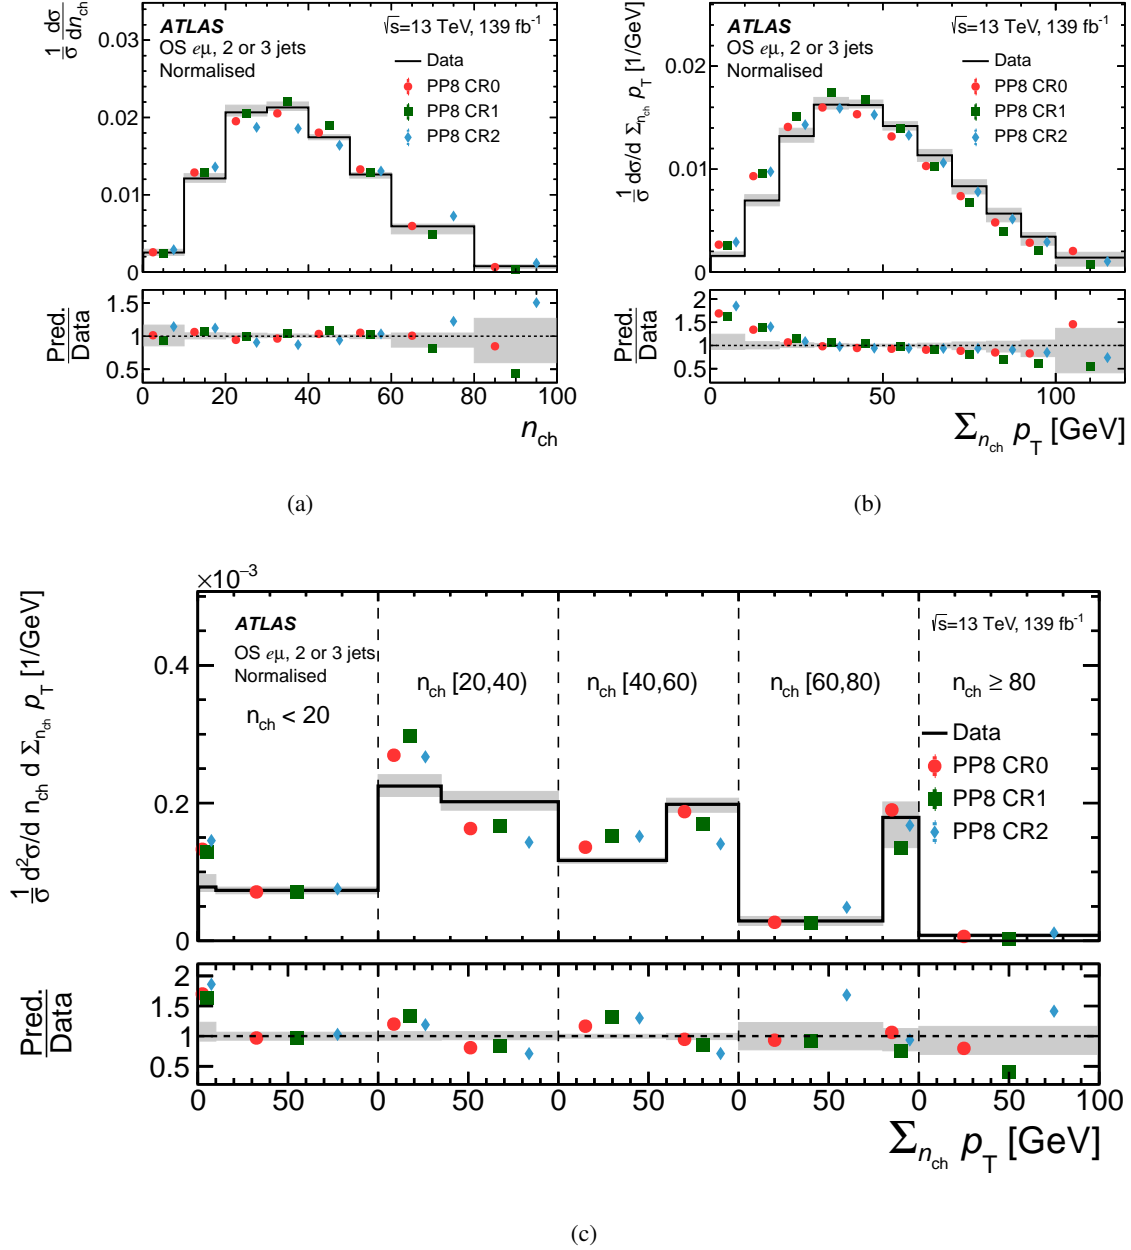 1/σ dσ/dn_ch
0.03
0.02
0.01
0
ATLAS
√s=13 TeV, 139 fb⁻¹
OS eμ, 2 or 3 jets
Normalised
Data
PP8 CR0
PP8 CR1
PP8 CR2
Pred./Data
1.5
1
0.5
0 20 40 60 80 100
n_ch
(a)
1/σ dσ/d Σ_{n_ch} p_T [1/GeV]
0.02
0.01
0
ATLAS
√s=13 TeV, 139 fb⁻¹
OS eμ, 2 or 3 jets
Normalised
Data
PP8 CR0
PP8 CR1
PP8 CR2
Pred./Data
2
1.5
1
0.5
0 50 100
Σ_{n_ch} p_T [GeV]
(b)
×10⁻³
1/σ d²σ/d n_ch d Σ_{n_ch} p_T [1/GeV]
0.4
0.2
0
ATLAS
√s=13 TeV, 139 fb⁻¹
OS eμ, 2 or 3 jets
Normalised
n_ch < 20
n_ch [20,40)
n_ch [40,60)
n_ch [60,80)
n_ch ≥ 80
Data
PP8 CR0
PP8 CR1
PP8 CR2
Pred./Data
2
1.5
1
0.5
0 50 0 50 0 50 0 50 0 50 100
Σ_{n_ch} p_T [GeV]
(c)